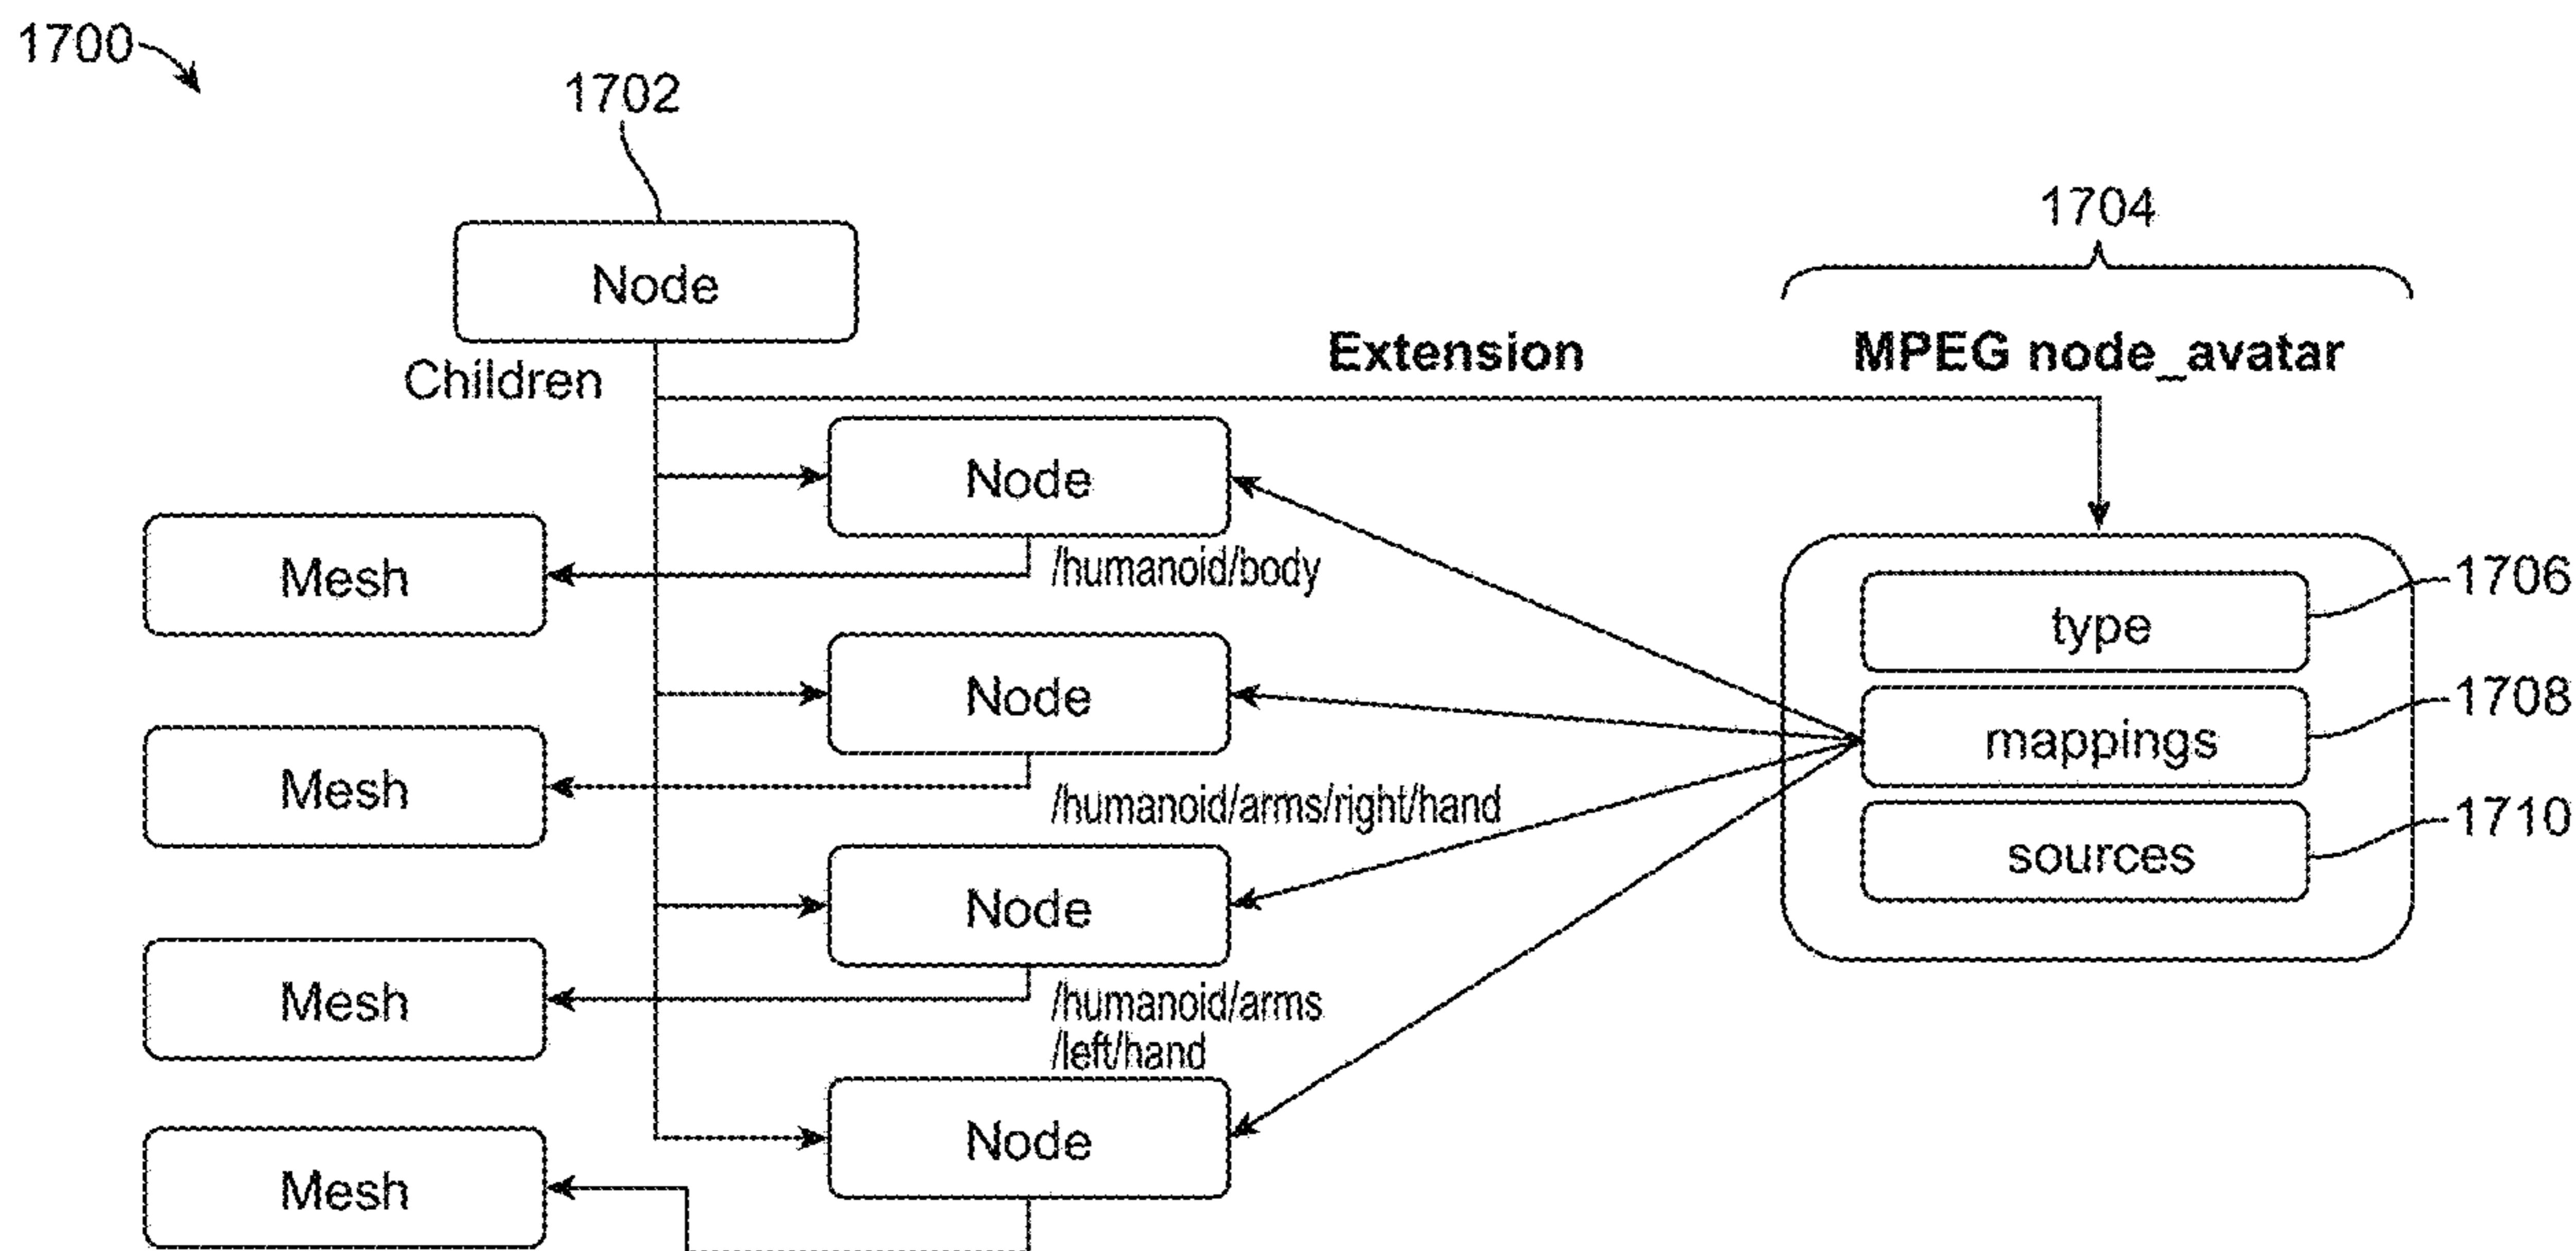 1700
1702
1704
Node
Extension
MPEG node_avatar
Children
Node
Mesh
/humanoid/body
type
1706
Node
mappings
1708
Mesh
/humanoid/arms/right/hand
sources
1710
Node
Mesh
/humanoid/arms
/left/hand
Node
Mesh